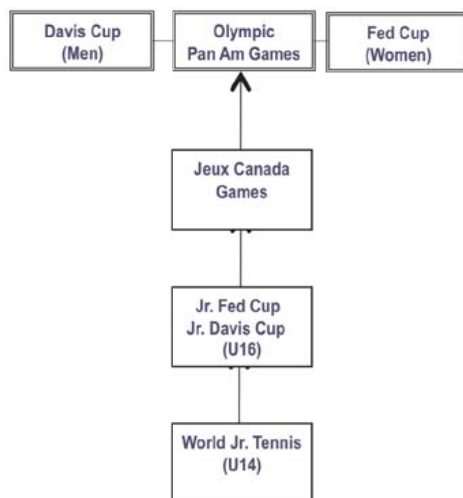 Davis Cup
(Men)
Olympic
Pan Am Games
Fed Cup
(Women)
Jeux Canada
Games
Jr. Fed Cup
Jr. Davis Cup
(U16)
World Jr. Tennis
(U14)